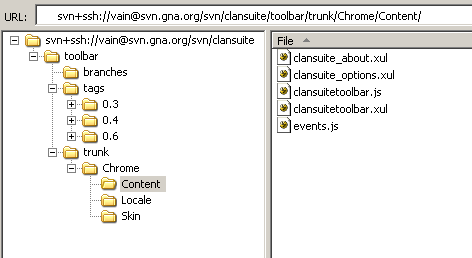 URL: svn+ssh://vain@svn.gna.org/svn/clansuite/toolbar/trunk/Chrome/Content/
svn+ssh://vain@svn.gna.org/svn/clansuite
toolbar
branches
tags
0.3
0.4
0.6
trunk
Chrome
Content
Locale
Skin
File
clansuite_about.xul
clansuite_options.xul
clansuitetoolbar.js
clansuitetoolbar.xul
events.js